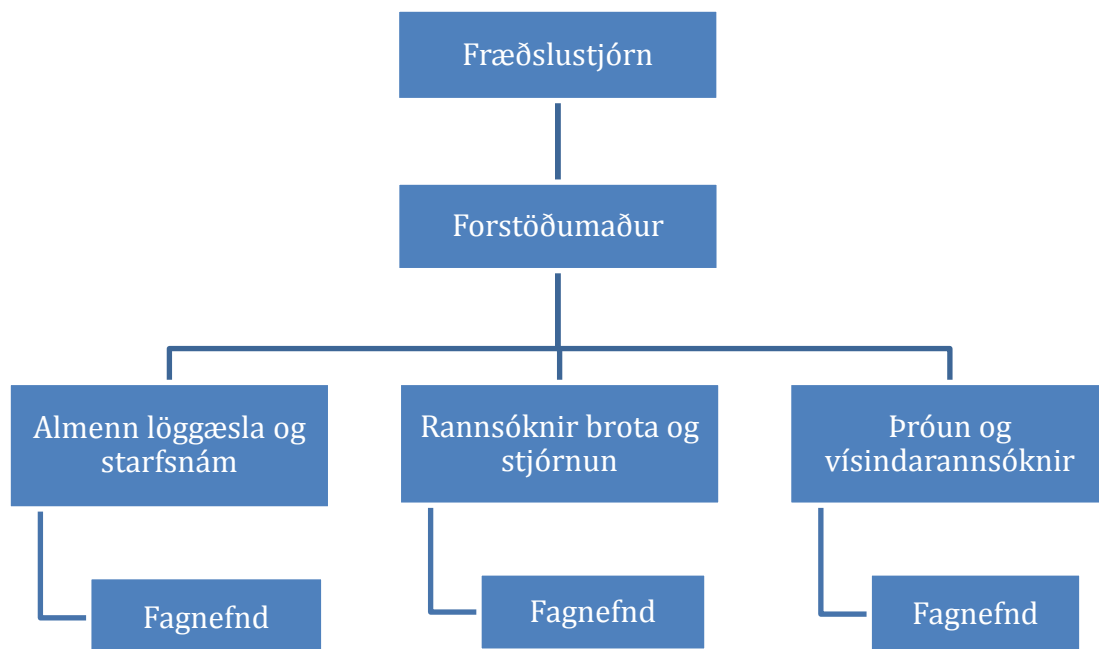 Fræðslustjórn
Forstöðumaður
Almenn löggæsla og
starfsnám
Rannsóknir brota og
stjórnun
Þróun og
vísindarannsóknir
Fagnefnd
Fagnefnd
Fagnefnd